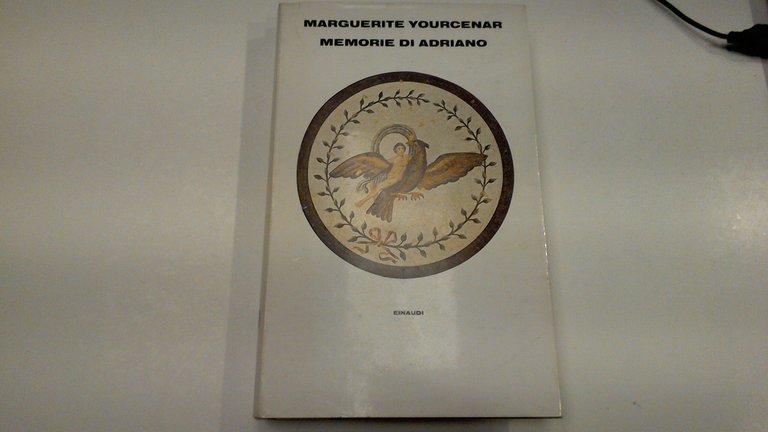 MARGUERITE YOURCENAR
MEMORIE DI ADRIANO
EINAUDI